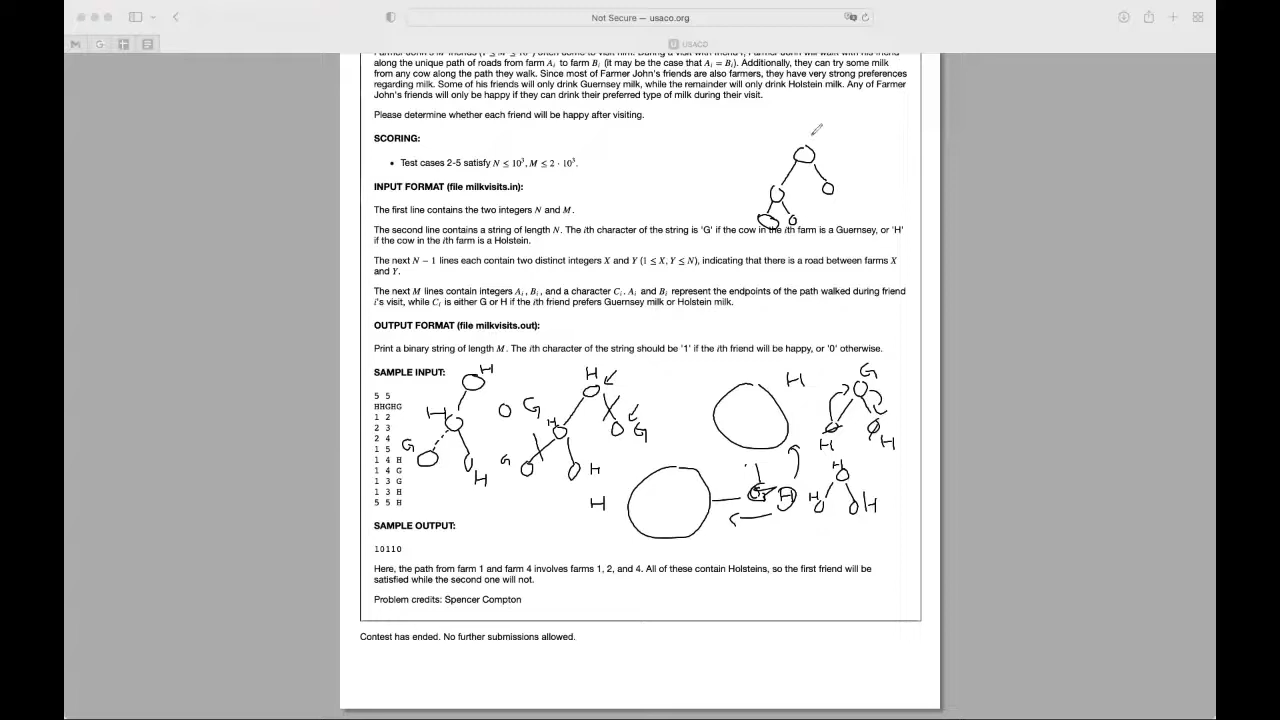 Not Secure — usaco.org
USACO
along the unique path of roads from farm Aᵢ to farm Bᵢ (it may be the case that Aᵢ = Bᵢ). Additionally, they can try some milk
from any cow along the path they walk. Since most of Farmer John's friends are also farmers, they have very strong preferences
regarding milk. Some of his friends will only drink Guernsey milk, while the remainder will only drink Holstein milk. Any of Farmer
John's friends will only be happy if they can drink their preferred type of milk during their visit.
Please determine whether each friend will be happy after visiting.
SCORING:
• Test cases 2-5 satisfy N ≤ 10³, M ≤ 2 · 10³.
INPUT FORMAT (file milkvisits.in):
The first line contains the two integers N and M.
The second line contains a string of length N. The ith character of the string is 'G' if the cow in the ith farm is a Guernsey, or 'H'
if the cow in the ith farm is a Holstein.
The next N − 1 lines each contain two distinct integers X and Y (1 ≤ X, Y ≤ N), indicating that there is a road between farms X
and Y.
The next M lines contain integers Aᵢ, Bᵢ, and a character Cᵢ. Aᵢ and Bᵢ represent the endpoints of the path walked during friend
i's visit, while Cᵢ is either G or H if the ith friend prefers Guernsey milk or Holstein milk.
OUTPUT FORMAT (file milkvisits.out):
Print a binary string of length M. The ith character of the string should be '1' if the ith friend will be happy, or '0' otherwise.
SAMPLE INPUT:
5 5
HHGHG
1 2
2 3
2 4
1 5
1 4 H
1 4 G
1 3 G
1 3 H
5 5 H
H
H
G
H
G
H
H
G
G
H
H
H
G
H
G
H
H
H
H
H
SAMPLE OUTPUT:
10110
Here, the path from farm 1 and farm 4 involves farms 1, 2, and 4. All of these contain Holsteins, so the first friend will be
satisfied while the second one will not.
Problem credits: Spencer Compton
Contest has ended. No further submissions allowed.